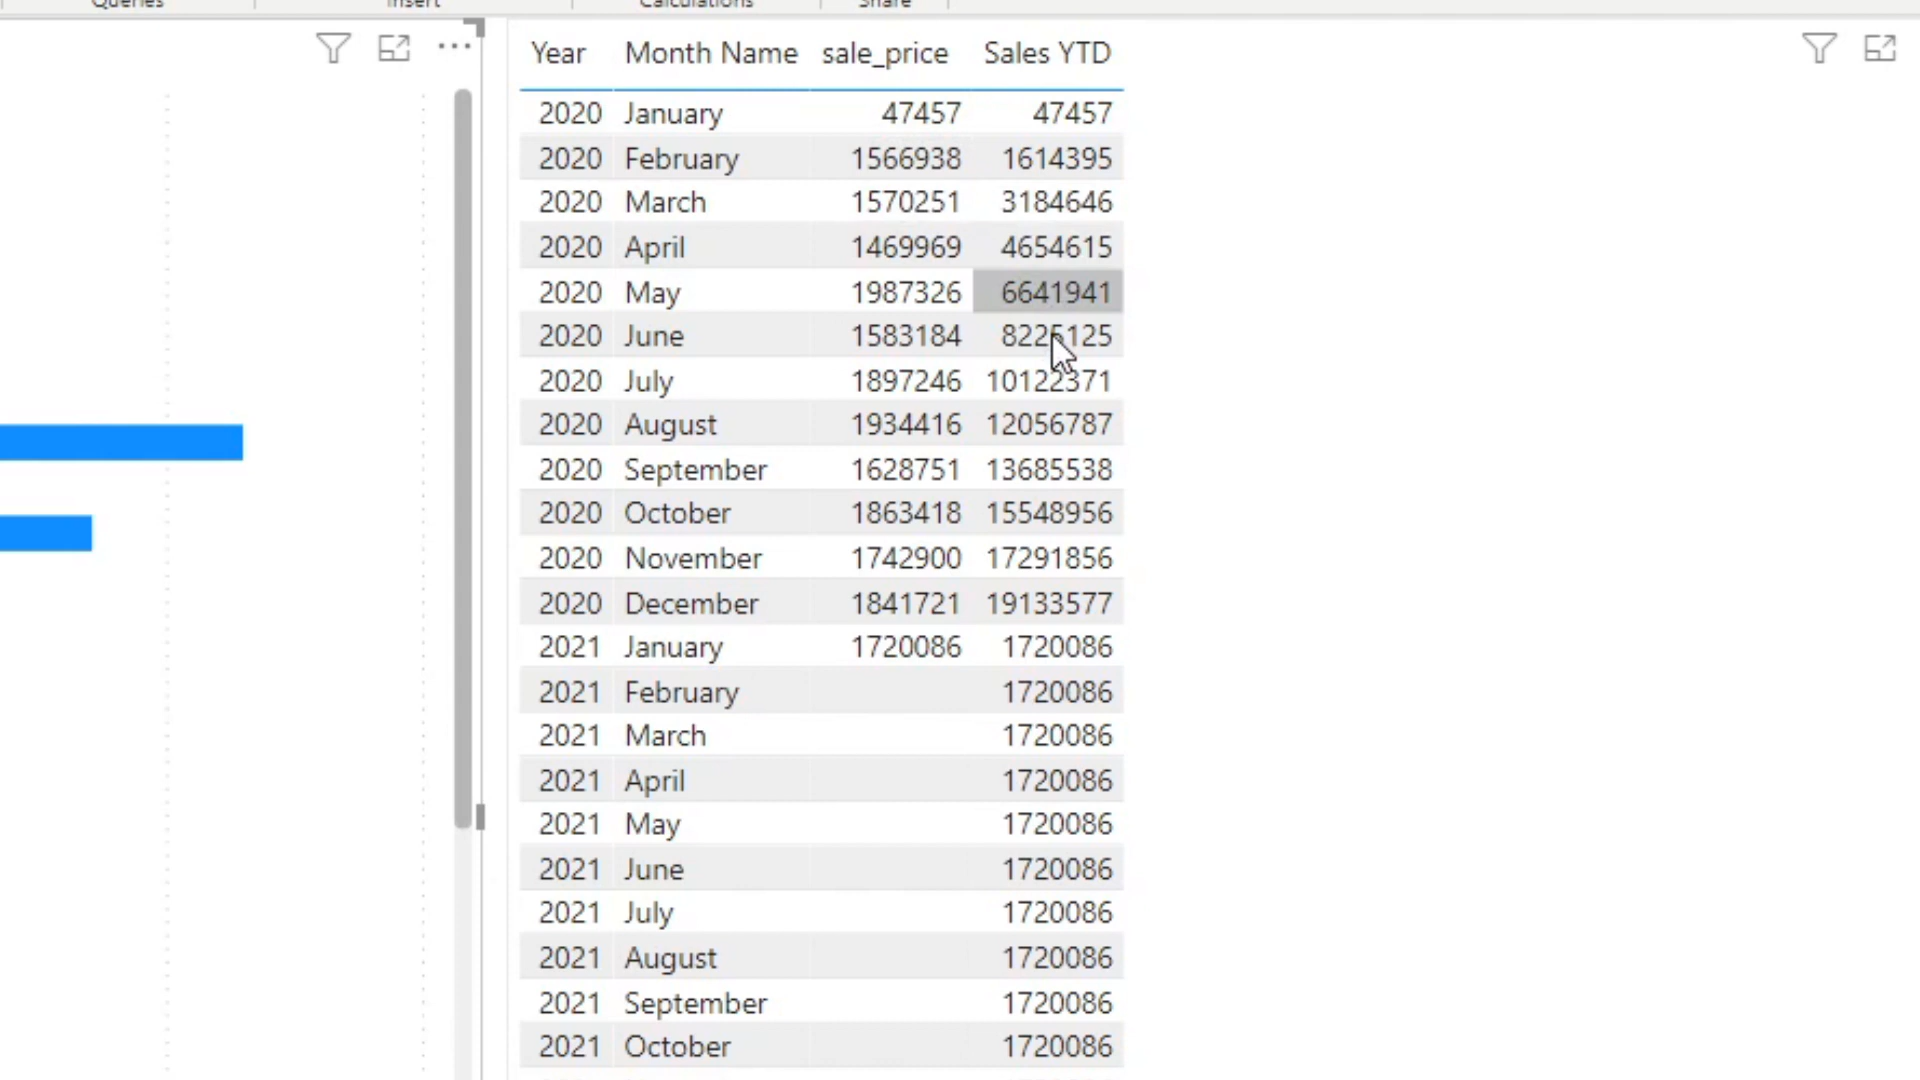 Queries Insert Calculations Share
Year Month Name sale_price Sales YTD
2020 January 47457 47457
2020 February 1566938 1614395
2020 March 1570251 3184646
2020 April 1469969 4654615
2020 May 1987326 6641941
2020 June 1583184 8225125
2020 July 1897246 10122371
2020 August 1934416 12056787
2020 September 1628751 13685538
2020 October 1863418 15548956
2020 November 1742900 17291856
2020 December 1841721 19133577
2021 January 1720086 1720086
2021 February 1720086
2021 March 1720086
2021 April 1720086
2021 May 1720086
2021 June 1720086
2021 July 1720086
2021 August 1720086
2021 September 1720086
2021 October 1720086